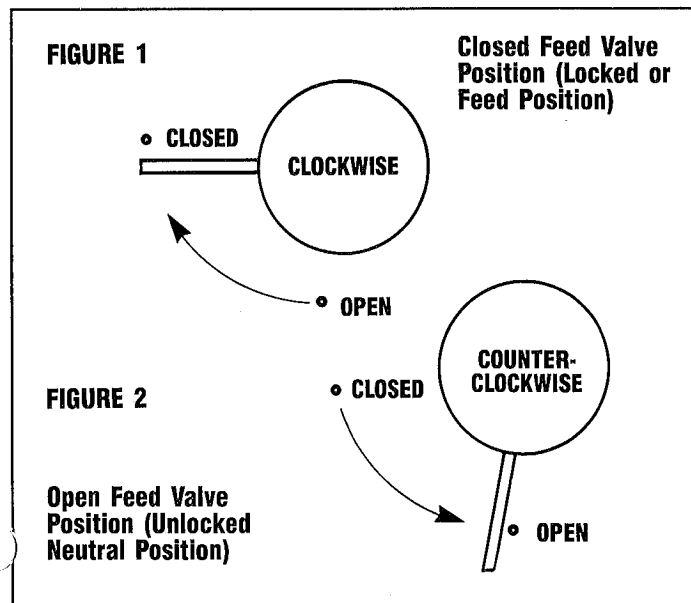 FIGURE 1
Closed Feed Valve
Position (Locked or
Feed Position)
CLOSED
CLOCKWISE
OPEN
COUNTER-
CLOCKWISE
CLOSED
FIGURE 2
Open Feed Valve
Position (Unlocked
Neutral Position)
OPEN